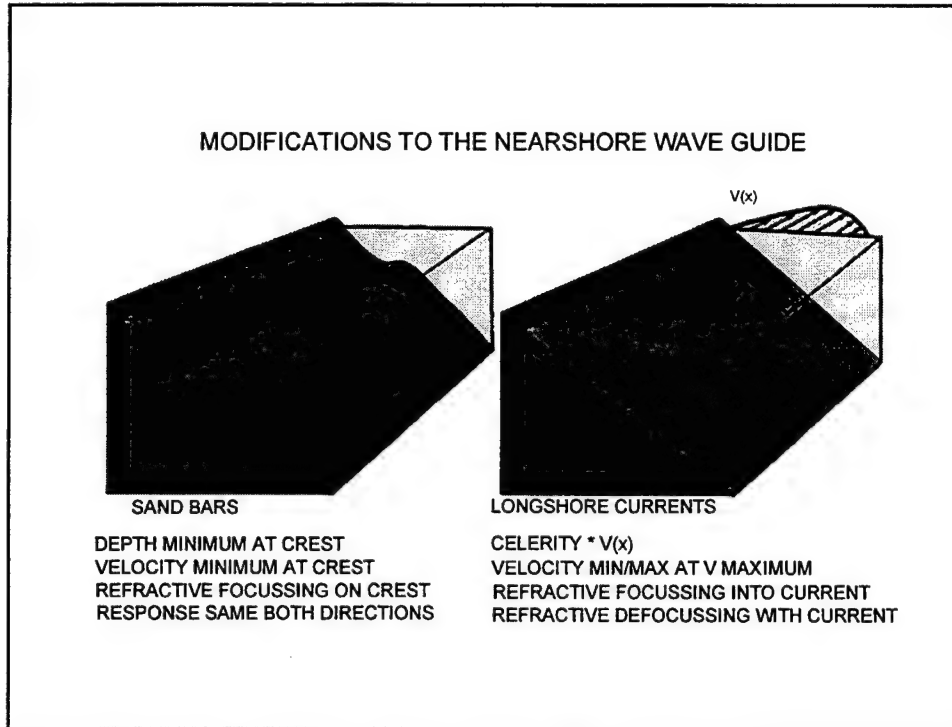 MODIFICATIONS TO THE NEARSHORE WAVE GUIDE
V(x)
SAND BARS
DEPTH MINIMUM AT CREST
VELOCITY MINIMUM AT CREST
REFRACTIVE FOCUSSING ON CREST
RESPONSE SAME BOTH DIRECTIONS
LONGSHORE CURRENTS
CELERITY * V(x)
VELOCITY MIN/MAX AT V MAXIMUM
REFRACTIVE FOCUSSING INTO CURRENT
REFRACTIVE DEFOCUSSING WITH CURRENT